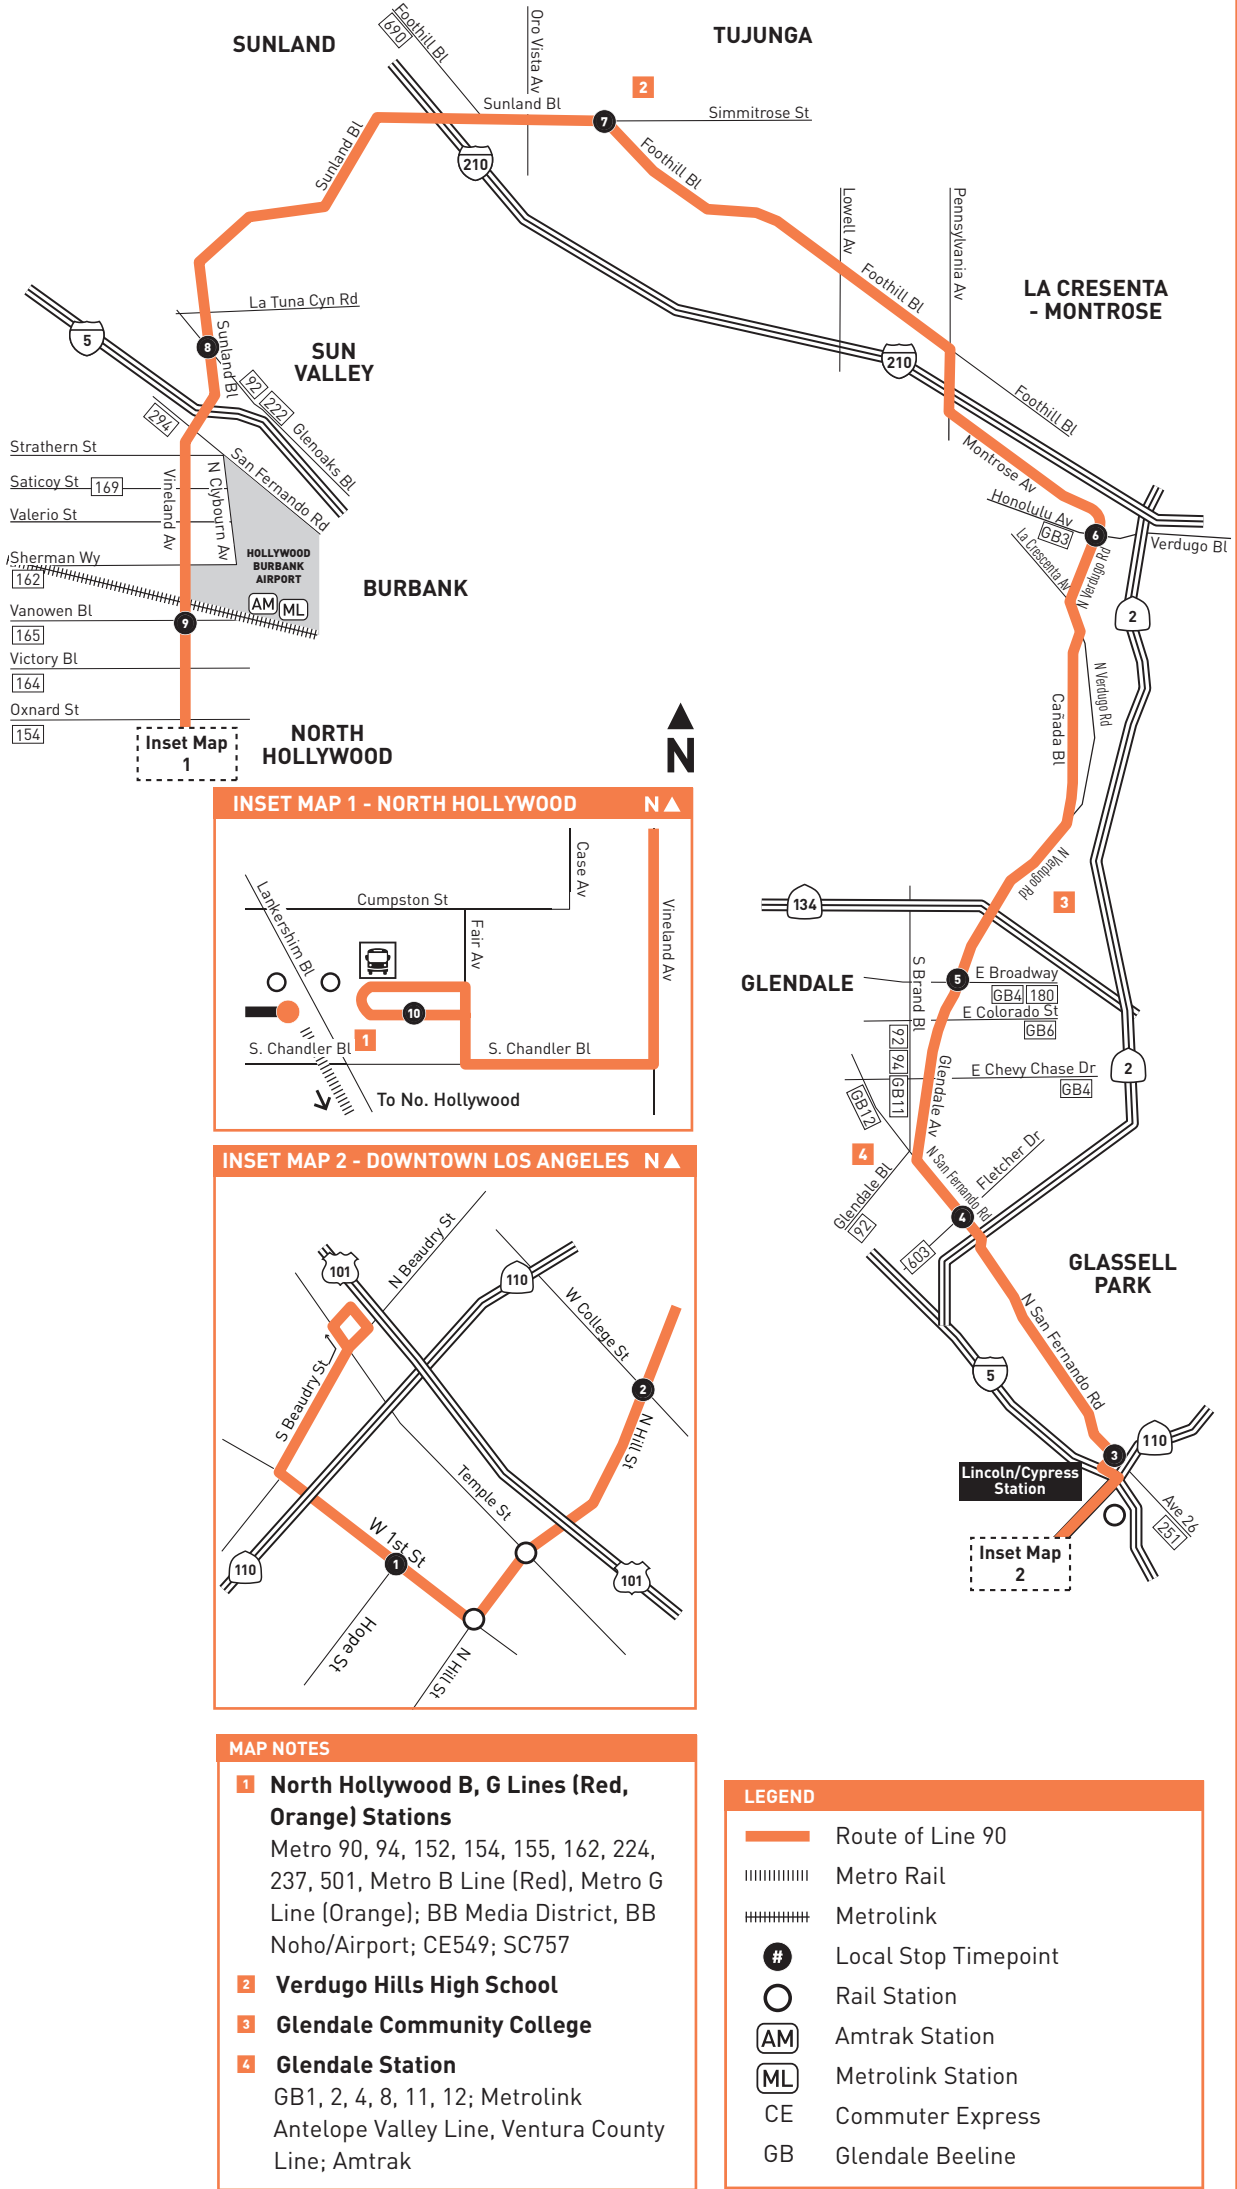 SUNLAND
TUJUNGA
Foothill Bl
690
Oro Vista Av
2
Sunland Bl
Simmitrose St
7
Sunland Bl
210
Foothill Bl
Lowell Av
Pennsylvania Av
Foothill Bl
LA CRESENTA
- MONTROSE
La Tuna Cyn Rd
5
8
Sunland Bl
SUN
VALLEY
210
92
222
Glenoaks Bl
294
Foothill Bl
Strathern St
San Fernando Rd
Montrose Av
Saticoy St
169
Vineland Av
N Clybourn Av
Honolulu Av
GB3
6
Valerio St
Verdugo Bl
La Crescenta Av
N Verdugo Rd
Sherman Wy
162
HOLLYWOOD
BURBANK
AIRPORT
AM
ML
BURBANK
2
Vanowen Bl
165
9
Victory Bl
164
N Verdugo Rd
Cañada Bl
Oxnard St
154
Inset Map
1
NORTH
HOLLYWOOD
N
INSET MAP 1 - NORTH HOLLYWOOD
N
Case Av
Cumpston St
Lankershim Bl
Fair Av
Vineland Av
10
1
S. Chandler Bl
S. Chandler Bl
To No. Hollywood
N Verdugo Rd
3
134
GLENDALE
S Brand Bl
5
E Broadway
GB4
180
E Colorado St
GB6
92
94
GB11
Glendale Av
E Chevy Chase Dr
GB4
2
GB12
4
N San Fernando Rd
Fletcher Dr
Glendale Bl
92
4
603
GLASSELL
PARK
N San Fernando Rd
5
3
110
Lincoln/Cypress
Station
Ave 26
251
Inset Map
2
INSET MAP 2 - DOWNTOWN LOS ANGELES
N
N Beaudry St
101
110
W College St
S Beaudry St
2
N Hill St
Temple St
W 1st St
1
110
101
Hope St
N Hill St
MAP NOTES
1 North Hollywood B, G Lines (Red,
Orange) Stations
Metro 90, 94, 152, 154, 155, 162, 224,
237, 501, Metro B Line (Red), Metro G
Line (Orange); BB Media District, BB
Noho/Airport; CE549; SC757
2 Verdugo Hills High School
3 Glendale Community College
4 Glendale Station
GB1, 2, 4, 8, 11, 12; Metrolink
Antelope Valley Line, Ventura County
Line; Amtrak
LEGEND
Route of Line 90
Metro Rail
Metrolink
# Local Stop Timepoint
Rail Station
AM Amtrak Station
ML Metrolink Station
CE Commuter Express
GB Glendale Beeline